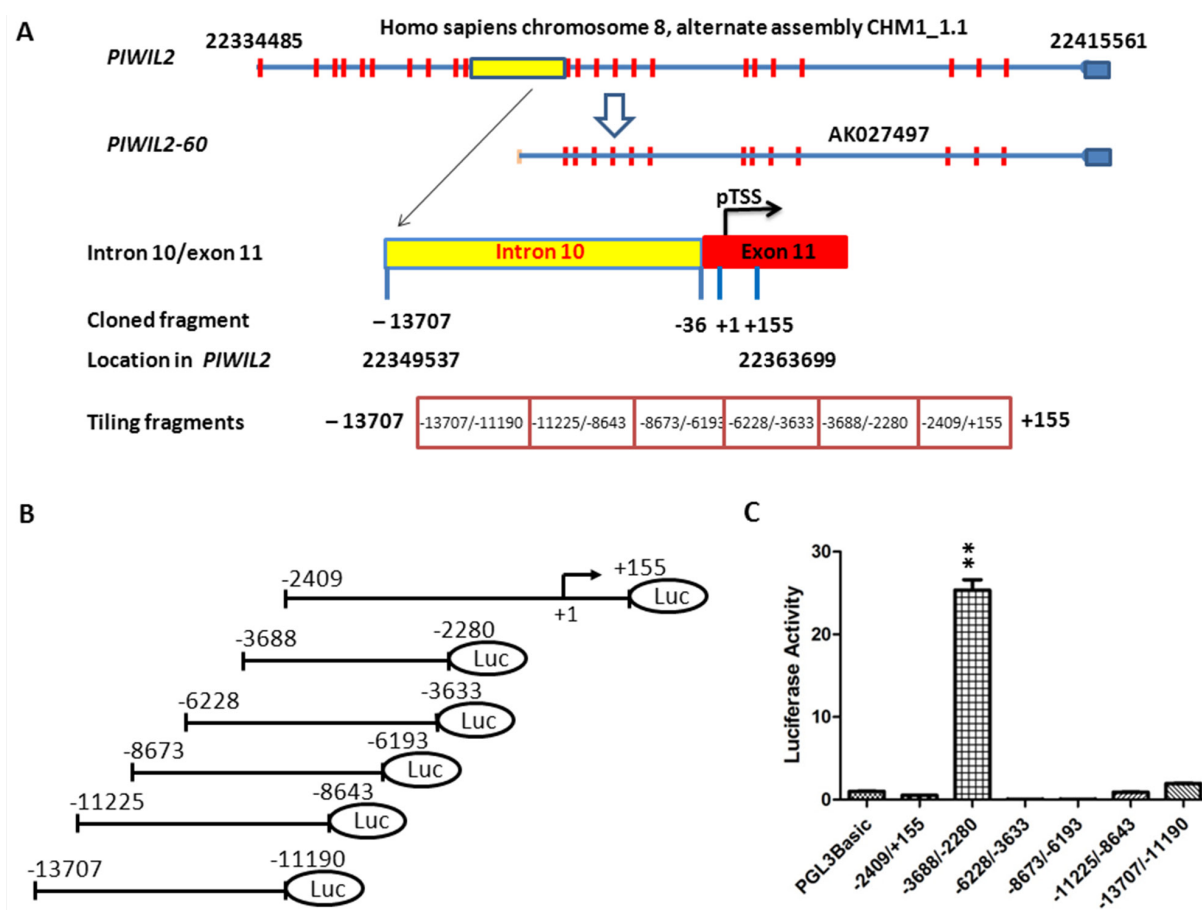 A
Homo sapiens chromosome 8, alternate assembly CHM1_1.1
22334485
22415561
PIWIL2
PIWIL2-60
AK027497
pTSS
Intron 10/exon 11
Intron 10
Exon 11
Cloned fragment
– 13707
-36
+1
+155
Location in PIWIL2
22349537
22363699
Tiling fragments
– 13707
-13707/-11190
-11225/-8643
-8673/-6193
-6228/-3633
-3688/-2280
-2409/+155
+155
B
-2409
+155
+1
Luc
-3688
-2280
Luc
-6228
-3633
Luc
-8673
-6193
Luc
-11225
-8643
Luc
-13707
-11190
Luc
C
Luciferase Activity
30
20
10
0
**
PGL3Basic
-2409/+155
-3688/-2280
-6228/-3633
-8673/-6193
-11225/-8643
-13707/-11190